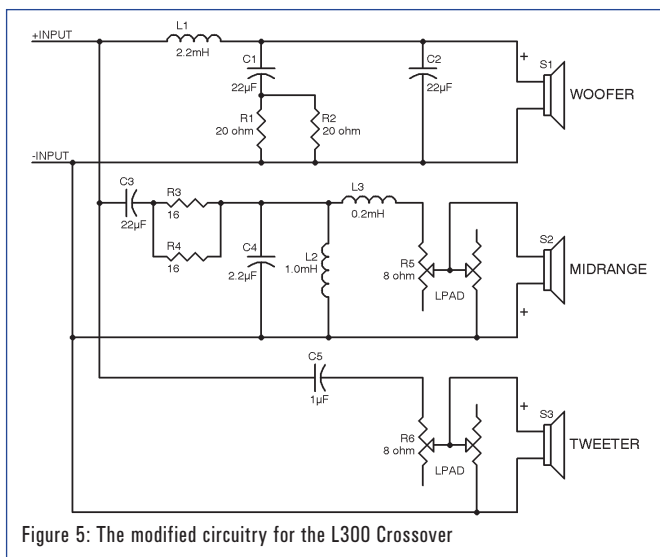 +INPUT
L1
2.2mH
C1
22µF
C2
22µF
R1
20 ohm
R2
20 ohm
+
S1
WOOFER
-INPUT
C3
22µF
R3
16
R4
16
C4
2.2µF
L2
1.0mH
L3
0.2mH
R5
8 ohm
LPAD
S2
MIDRANGE
+
C5
1µF
R6
8 ohm
LPAD
+
S3
TWEETER
Figure 5: The modified circuitry for the L300 Crossover